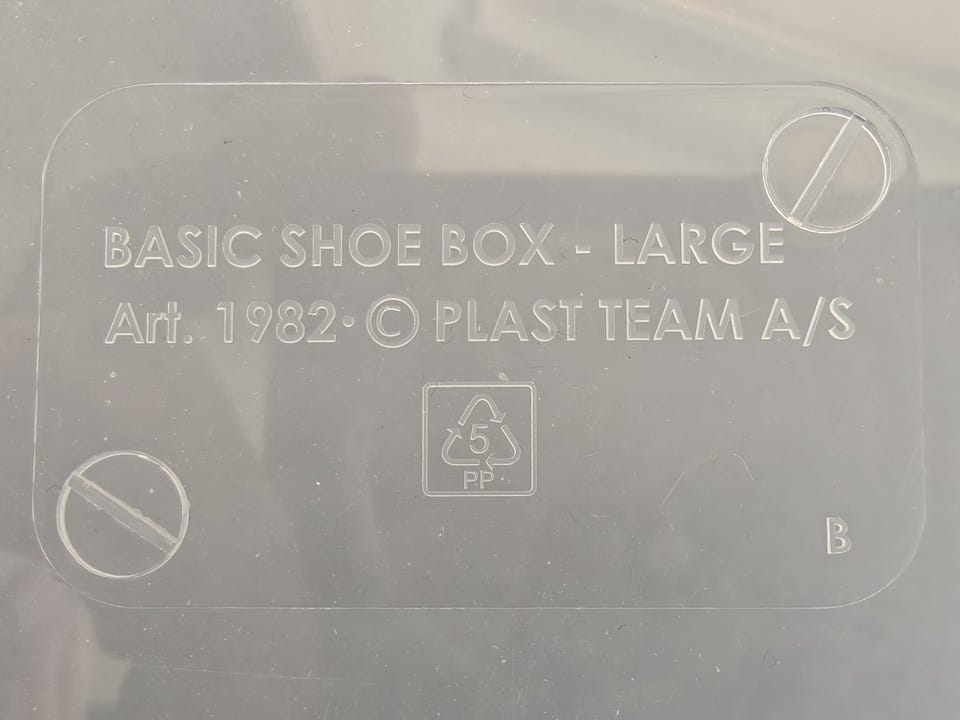 BASIC SHOE BOX - LARGE
Art. 1982·© PLAST TEAM A/S
5
PP
B